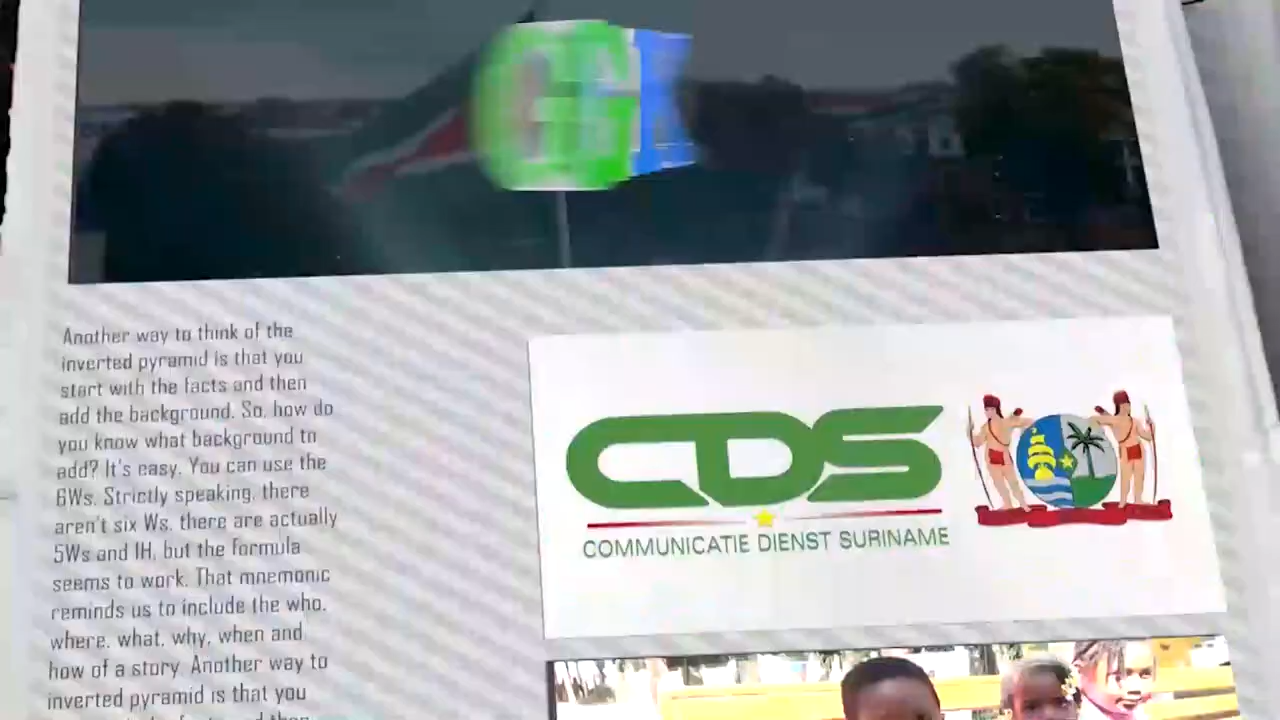 Another way to think of the
inverted pyramid is that you
start with the facts and then
add the background. So, how do
you know what background to
add? It's easy. You can use the
6Ws. Strictly speaking, there
aren't six Ws, there are actually
5Ws and 1H, but the formula
seems to work. That mnemonic
reminds us to include the who,
where, what, why, when and
how of a story. Another way to
inverted pyramid is that you
CDS
COMMUNICATIE DIENST SURINAME